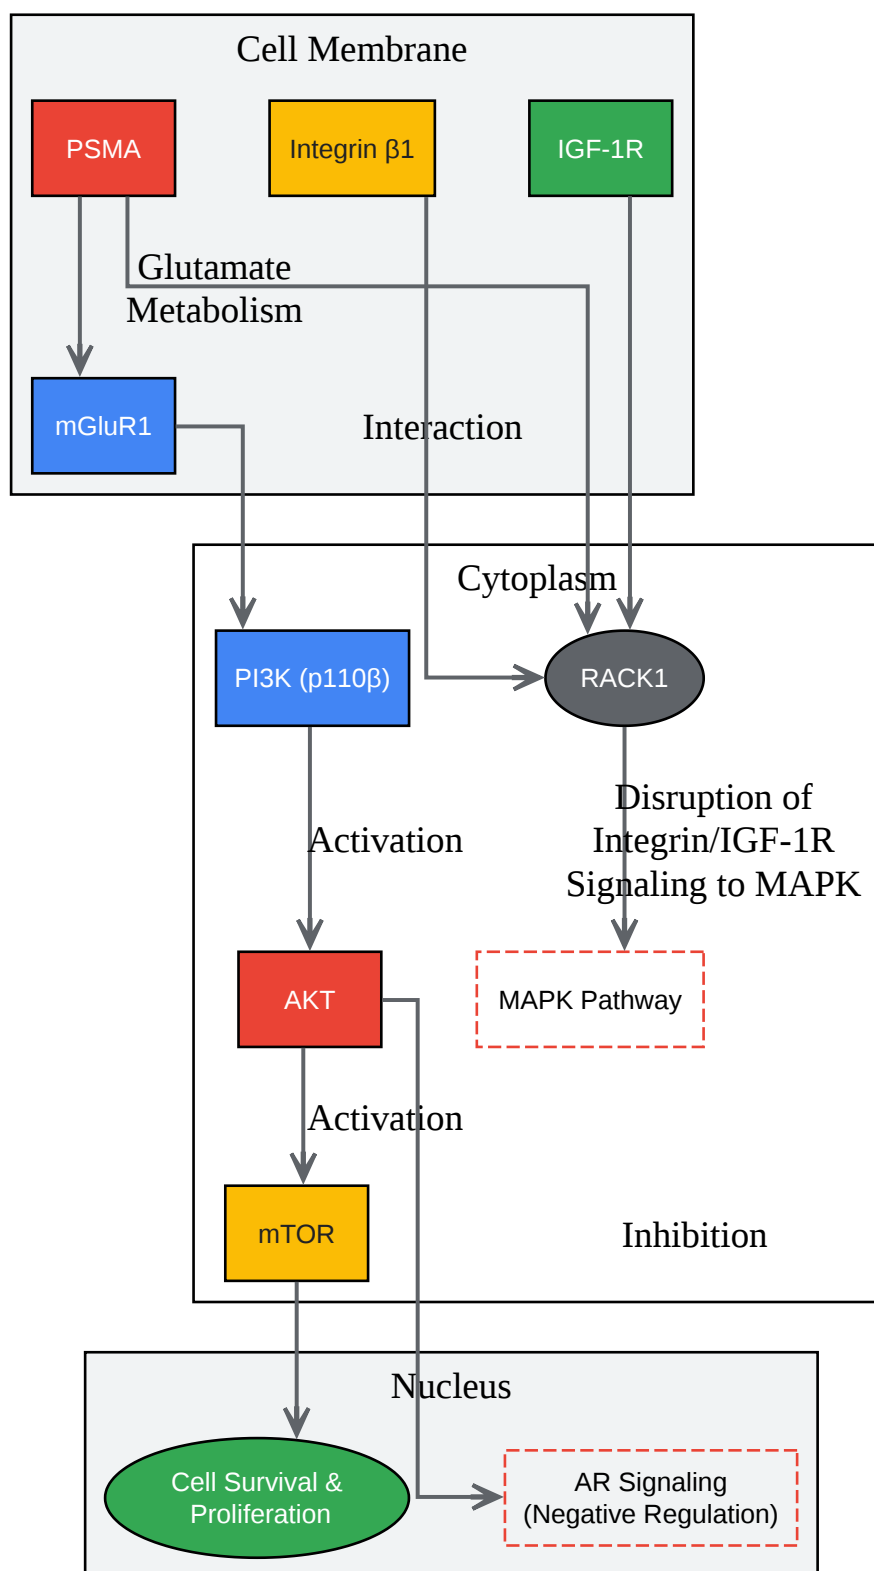 Cell Membrane
PSMA
Integrin β1
IGF-1R
Glutamate
Metabolism
mGluR1
Interaction
Cytoplasm
PI3K (p110β)
RACK1
Disruption of
Integrin/IGF-1R
Signaling to MAPK
Activation
AKT
MAPK Pathway
Activation
mTOR
Inhibition
Nucleus
Cell Survival &
Proliferation
AR Signaling
(Negative Regulation)